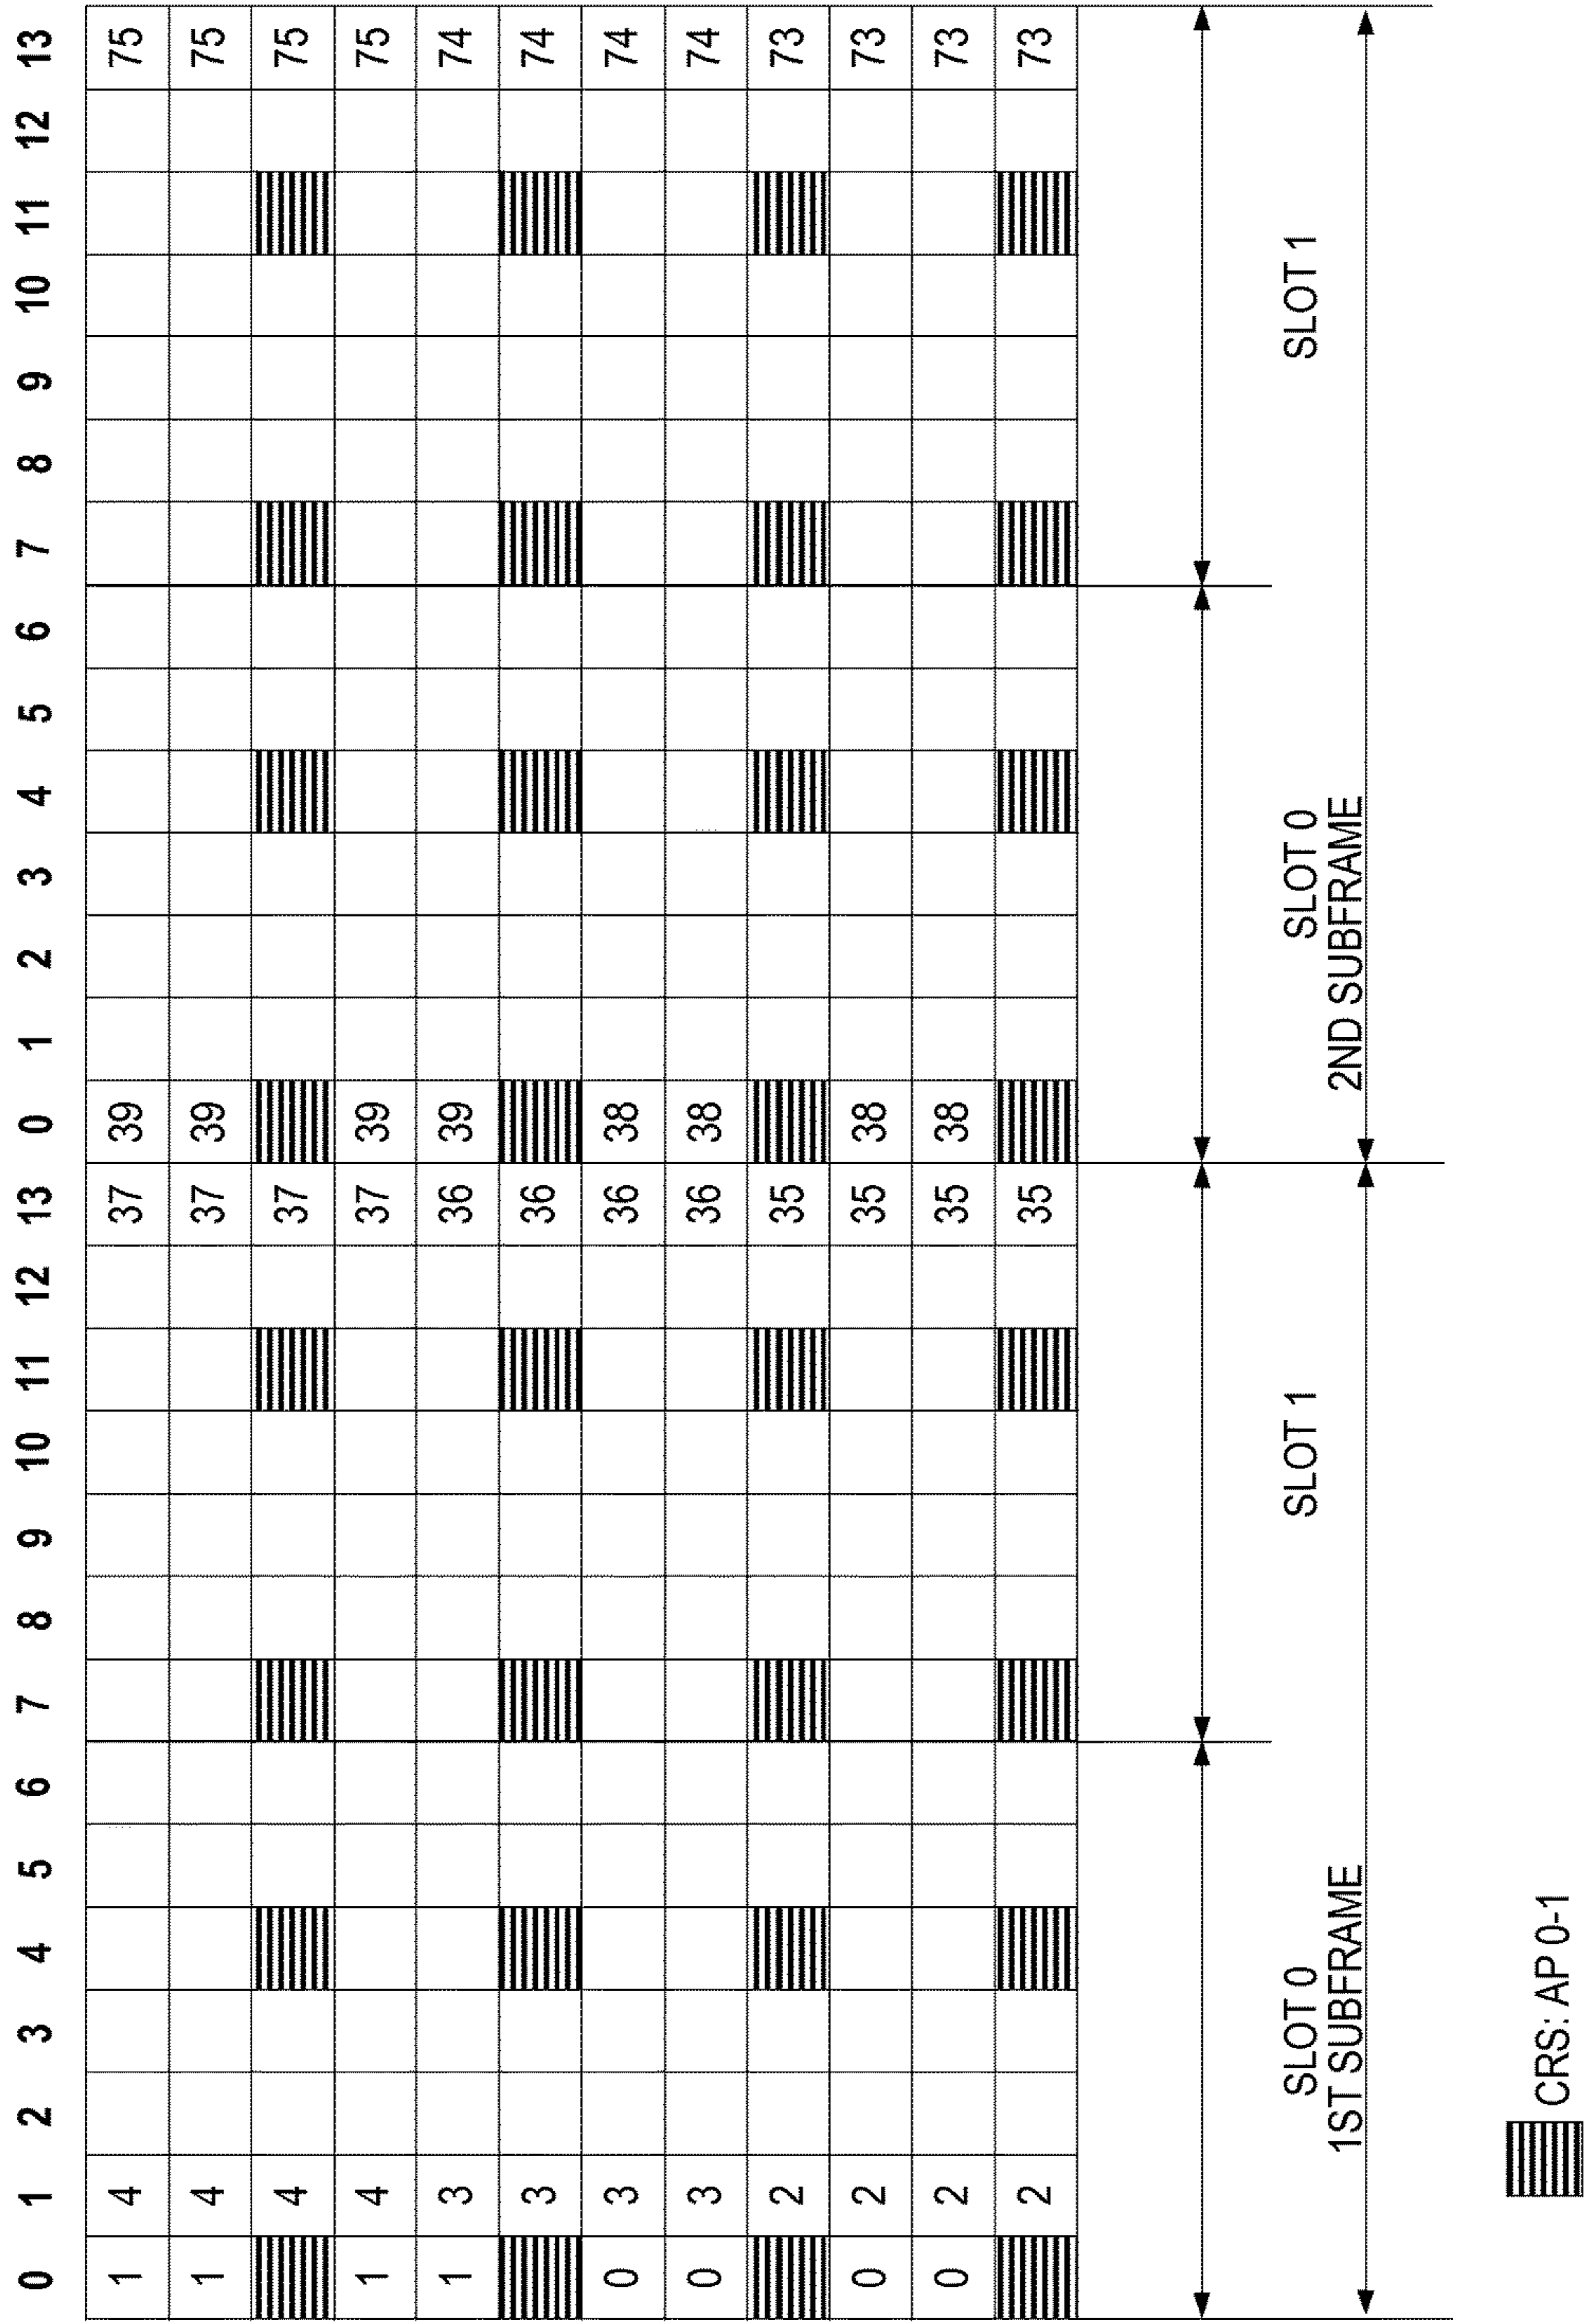 0 1 2 3 4 5 6 7 8 9 10 11 12 13 0 1 2 3 4 5 6 7 8 9 10 11 12 13
1 4 37 39 75
1 4 37 39 75
4 37 75
1 4 37 39 75
1 3 36 39 74
3 36 74
0 3 36 38 74
0 3 36 38 74
2 35 73
0 2 35 38 73
0 2 35 38 73
2 35 73
SLOT 0 SLOT 1 SLOT 0 SLOT 1
1ST SUBFRAME 2ND SUBFRAME
CRS: AP 0-1